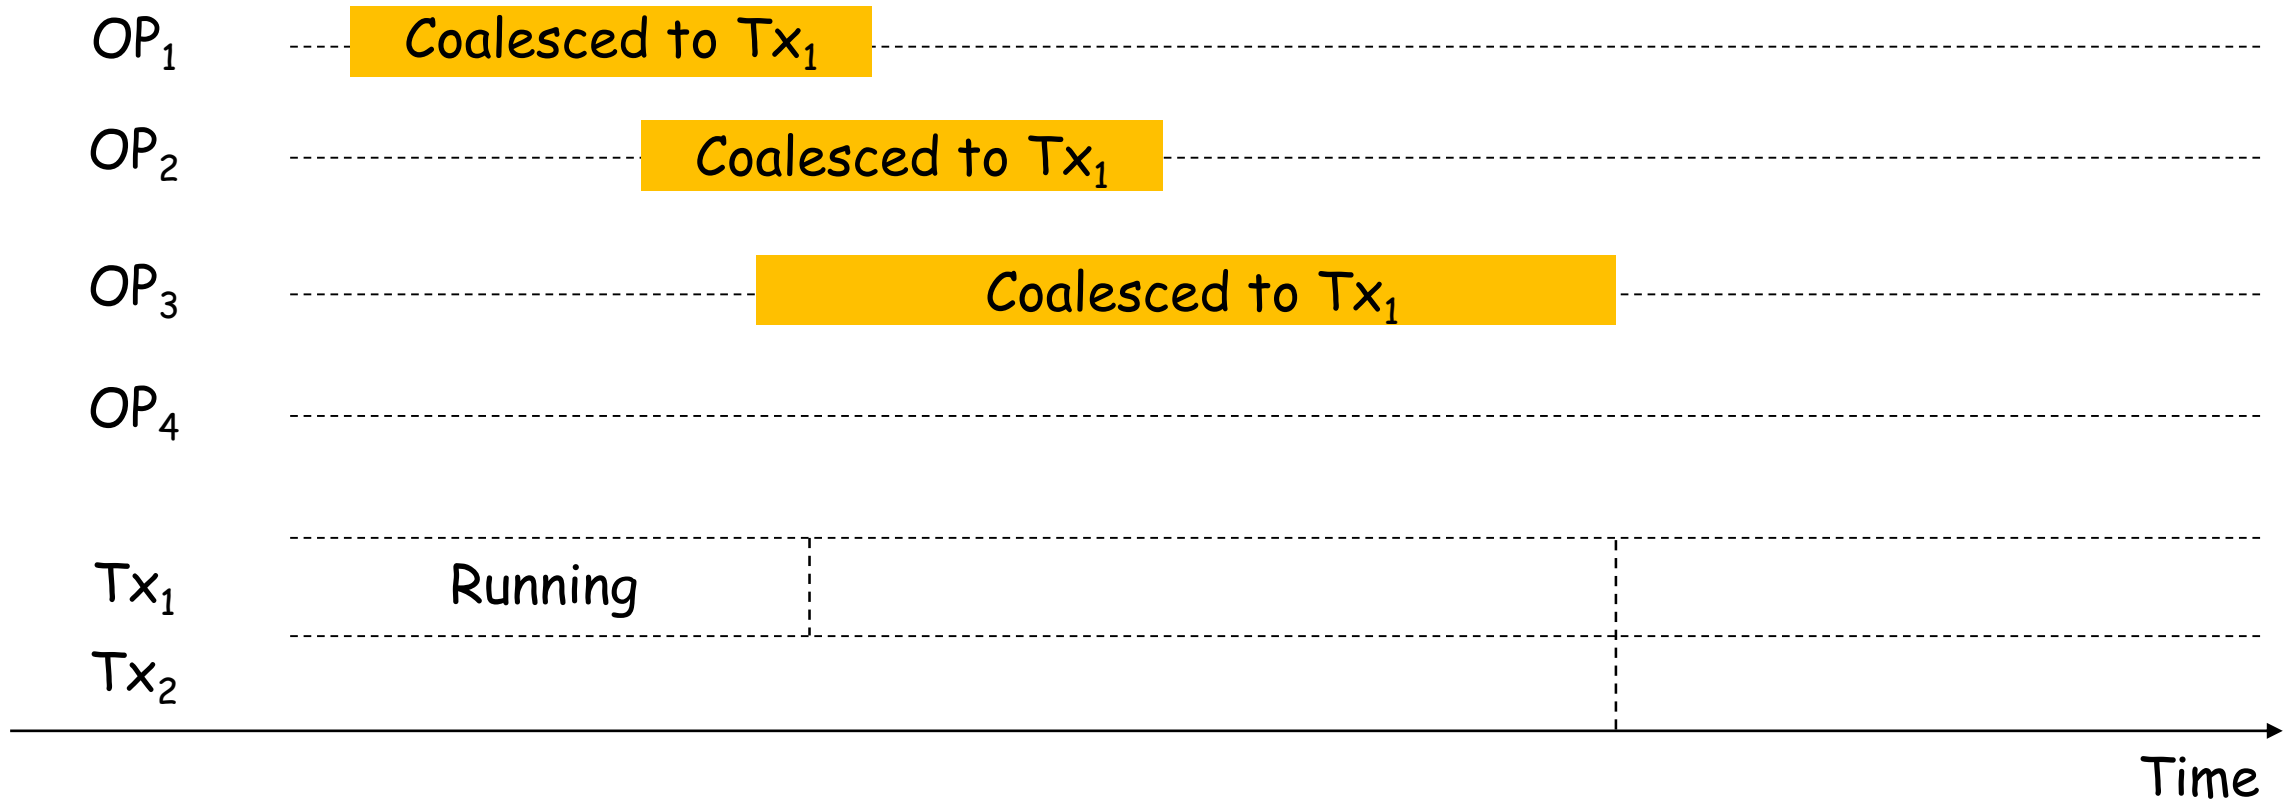 OP₁ Coalesced to Tx₁
OP₂ Coalesced to Tx₁
OP₃ Coalesced to Tx₁
OP₄
Tx₁ Running
Tx₂
Time